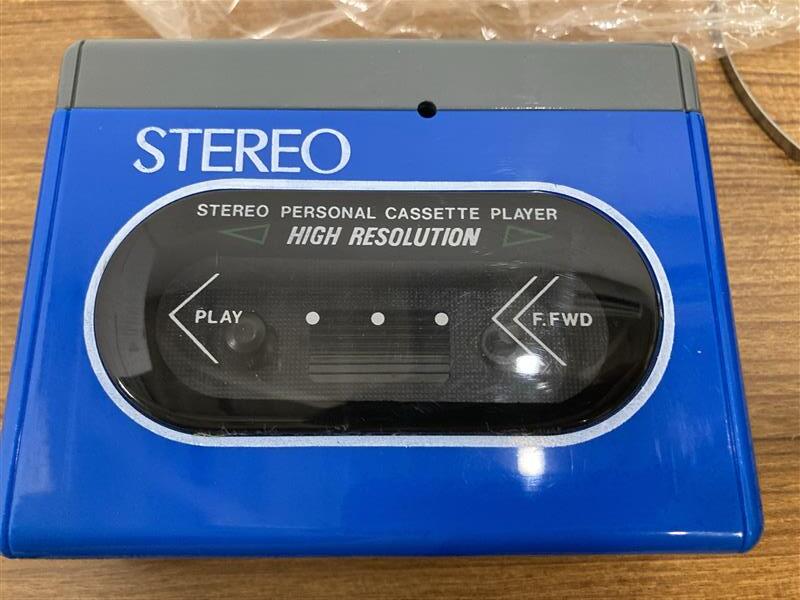 STEREO
STEREO PERSONAL CASSETTE PLAYER
HIGH RESOLUTION
PLAY
F.FWD